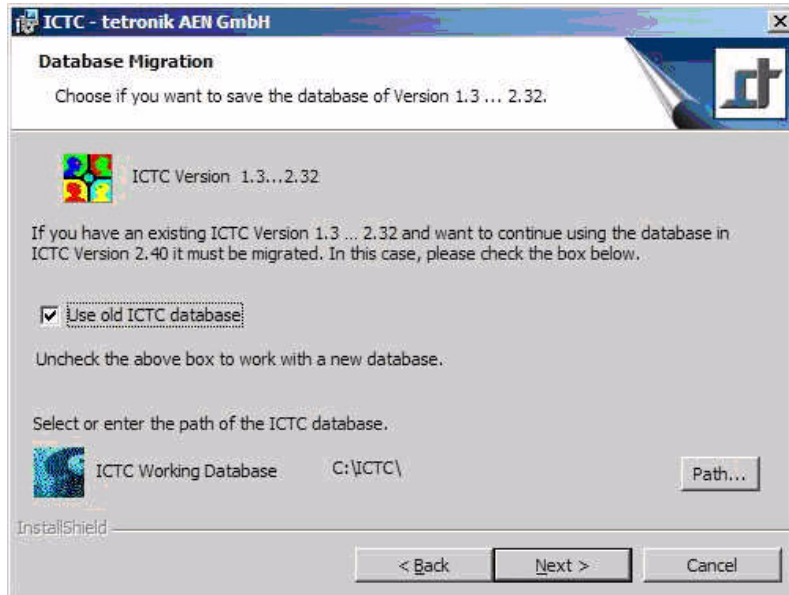 ICTC - tetronik AEN GmbH
Database Migration
Choose if you want to save the database of Version 1.3 ... 2.32.
ICTC Version 1.3...2.32
If you have an existing ICTC Version 1.3 ... 2.32 and want to continue using the database in
ICTC Version 2.40 it must be migrated. In this case, please check the box below.
Use old ICTC database
Uncheck the above box to work with a new database.
Select or enter the path of the ICTC database.
ICTC Working Database C:\ICTC\ Path...
InstallShield
< Back Next > Cancel